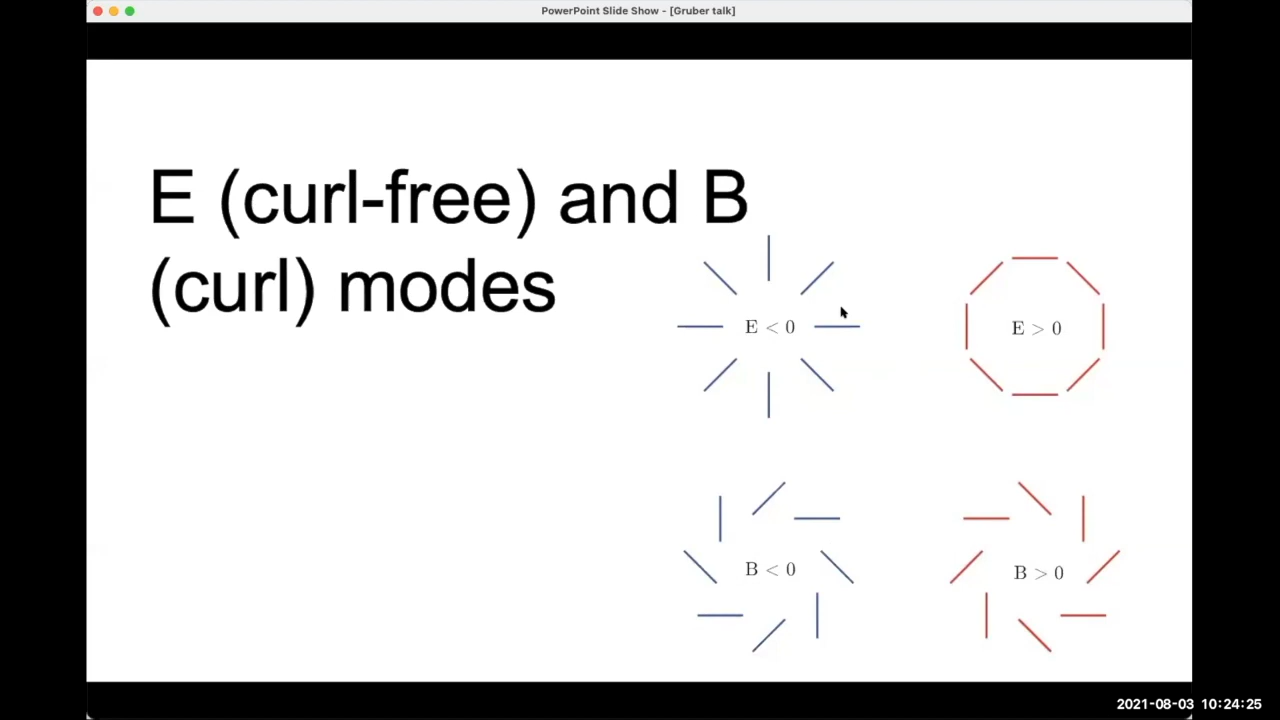 PowerPoint Slide Show - [Gruber talk]
E (curl-free) and B
(curl) modes
E < 0
E > 0
B < 0
B > 0
2021-08-03 10:24:25